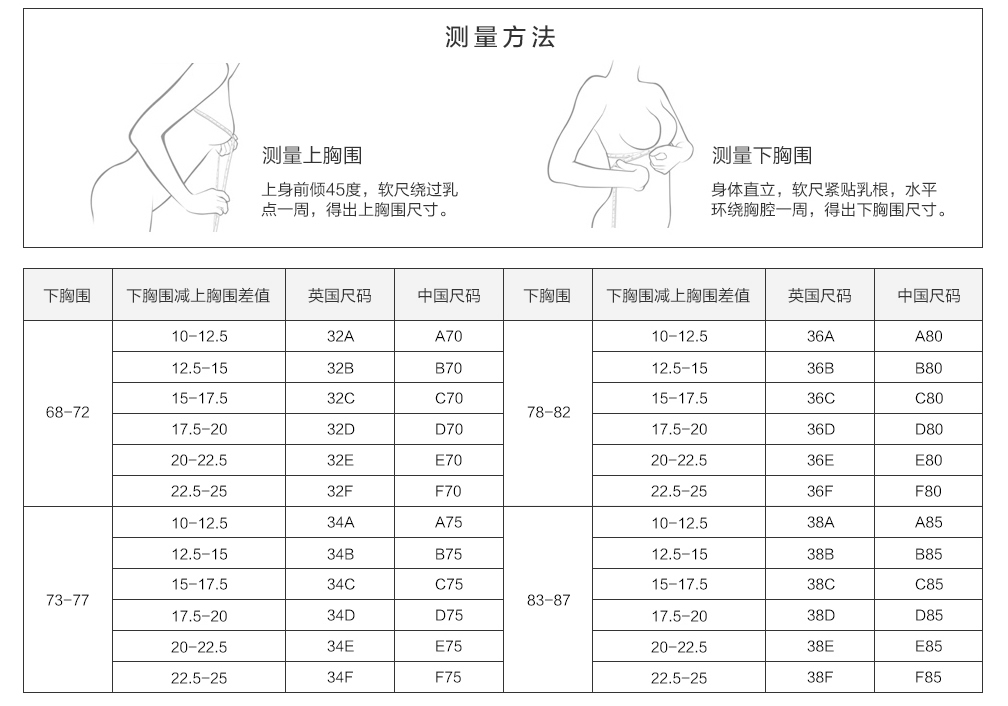 测量方法
测量上胸围
上身前倾45度，软尺绕过乳
点一周，得出上胸围尺寸。
测量下胸围
身体直立，软尺紧贴乳根，水平
环绕胸腔一周，得出下胸围尺寸。
下胸围 下胸围减上胸围差值 英国尺码 中国尺码 下胸围 下胸围减上胸围差值 英国尺码 中国尺码
10-12.5 32A A70 10-12.5 36A A80
12.5-15 32B B70 12.5-15 36B B80
15-17.5 32C C70 15-17.5 36C C80
68-72 78-82
17.5-20 32D D70 17.5-20 36D D80
20-22.5 32E E70 20-22.5 36E E80
22.5-25 32F F70 22.5-25 36F F80
10-12.5 34A A75 10-12.5 38A A85
12.5-15 34B B75 12.5-15 38B B85
15-17.5 34C C75 15-17.5 38C C85
73-77 83-87
17.5-20 34D D75 17.5-20 38D D85
20-22.5 34E E75 20-22.5 38E E85
22.5-25 34F F75 22.5-25 38F F85